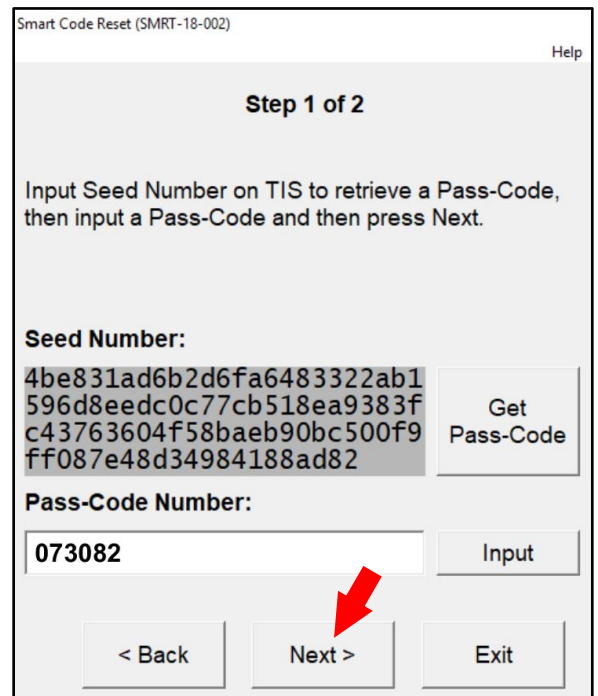 Smart Code Reset (SMRT-18-002)
Help
Step 1 of 2
Input Seed Number on TIS to retrieve a Pass-Code,
then input a Pass-Code and then press Next.
Seed Number:
4be831ad6b2d6fa6483322ab1
596d8eedc0c77cb518ea9383f
c43763604f58baeb90bc500f9
ff087e48d34984188ad82
Get
Pass-Code
Pass-Code Number:
073082
Input
< Back
Next >
Exit